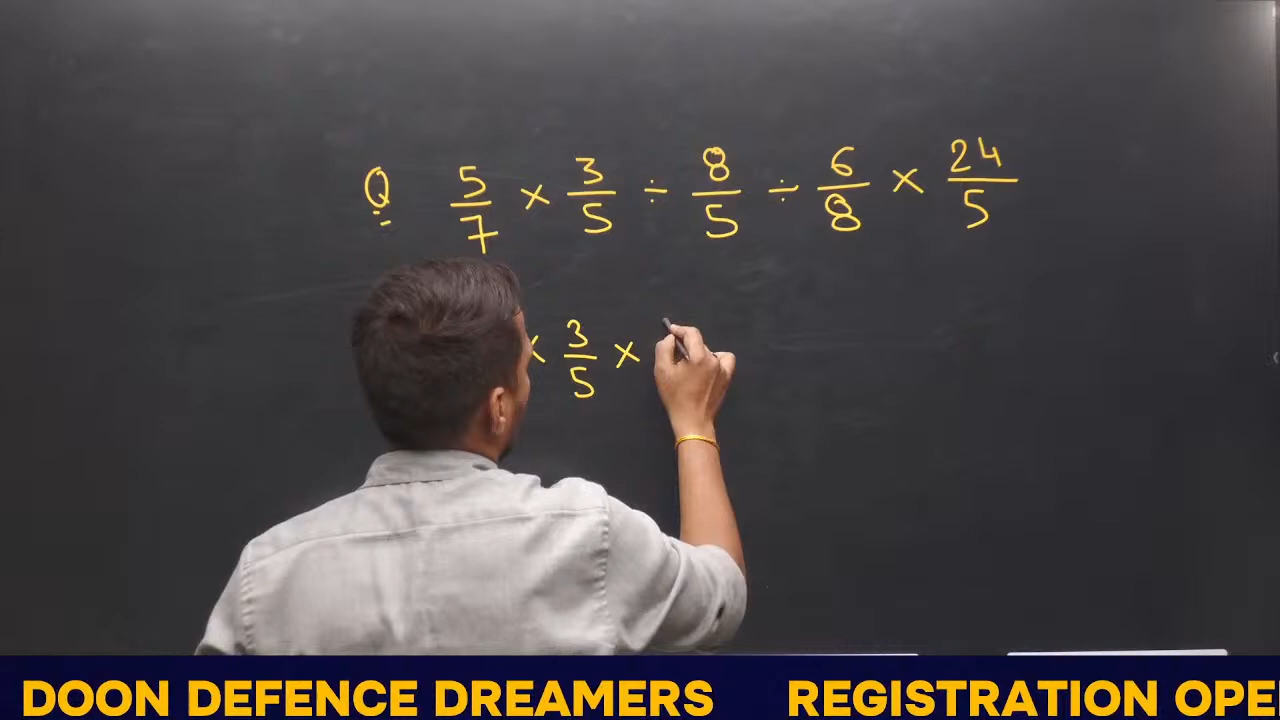 Q 5/7 × 3/5 ÷ 8/5 ÷ 6/8 × 24/5
× 3/5 ×
DOON DEFENCE DREAMERS REGISTRATION OPE